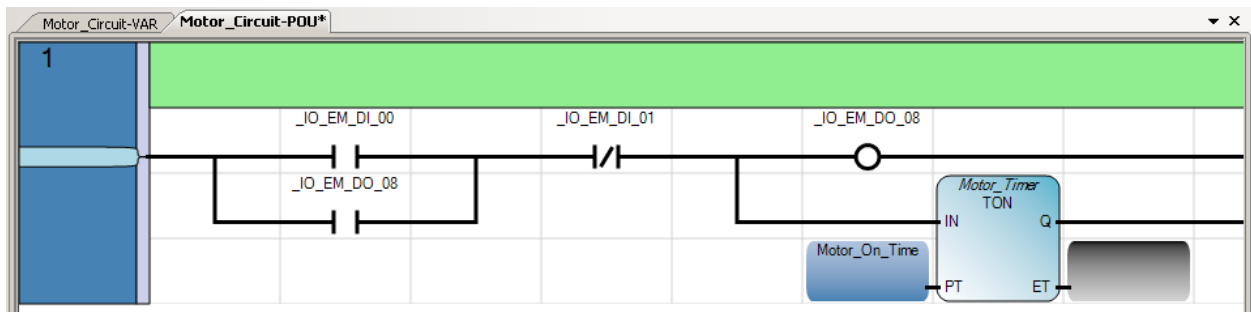 Motor_Circuit-VAR Motor_Circuit-POU*
1
_IO_EM_DI_00 _IO_EM_DI_01 _IO_EM_DO_08
_IO_EM_DO_08
Motor_Timer
TON
IN Q
Motor_On_Time
PT ET